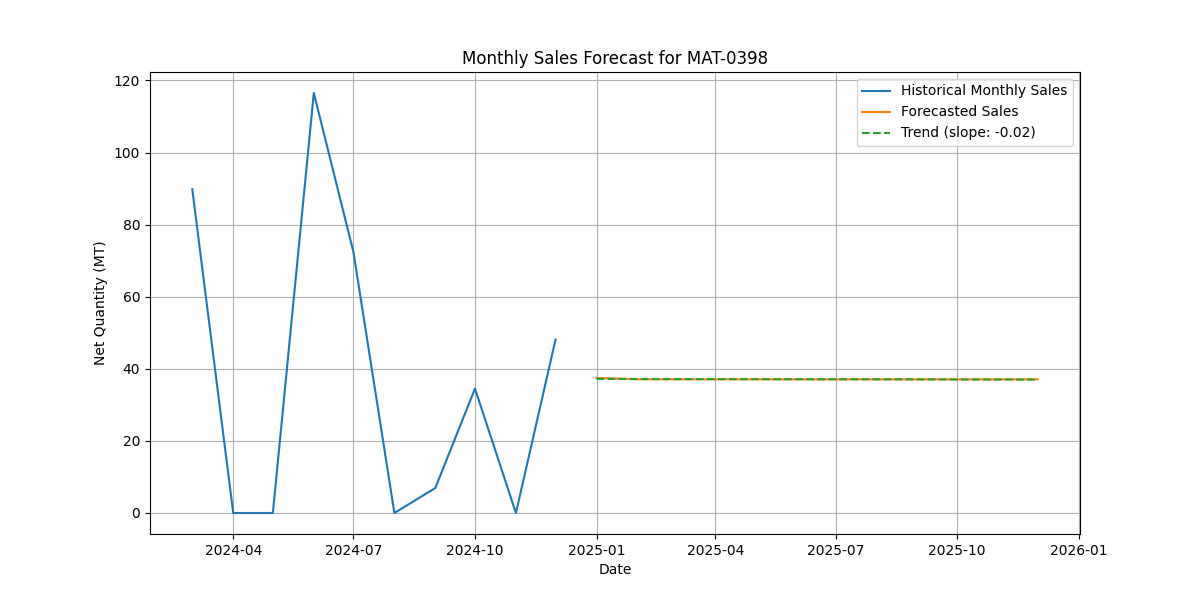 Monthly Sales Forecast for MAT-0398
Historical Monthly Sales
Forecasted Sales
Trend (slope: -0.02)
Net Quantity (MT)
120
100
80
60
40
20
0
2024-04 2024-07 2024-10 2025-01 2025-04 2025-07 2025-10 2026-01
Date